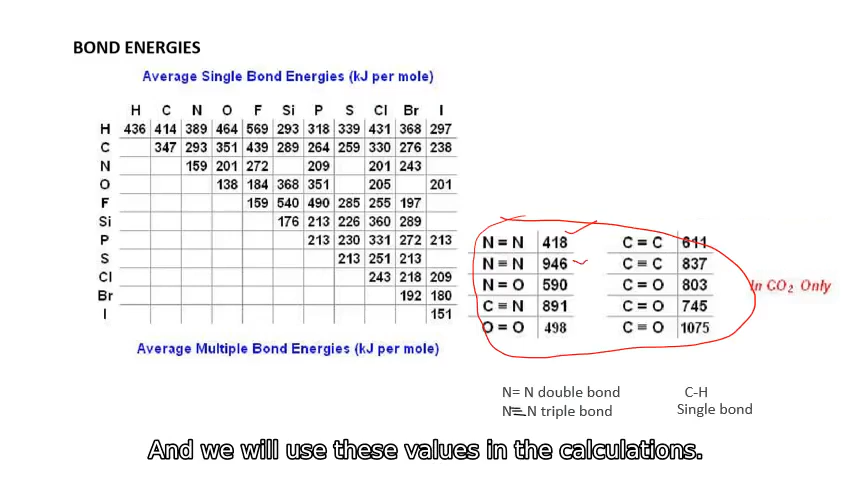 BOND ENERGIES
Average Single Bond Energies (kJ per mole)
H C N O F Si P S Cl Br I
H 436 414 389 464 569 293 318 339 431 368 297
C 347 293 351 439 289 264 259 330 276 238
N 159 201 272 209 201 243
O 138 184 368 351 205 201
F 159 540 490 285 255 197
Si 176 213 226 360 289
P 213 230 331 272 213
S 213 251 213
Cl 243 218 209
Br 192 180
I 151
N = N 418 C = C 611
N ≡ N 946 C ≡ C 837
N = O 590 C = O 803 In CO₂ Only
C ≡ N 891 C = O 745
O = O 498 C ≡ O 1075
Average Multiple Bond Energies (kJ per mole)
N= N double bond C-H
N≡ N triple bond Single bond
And we will use these values in the calculations.